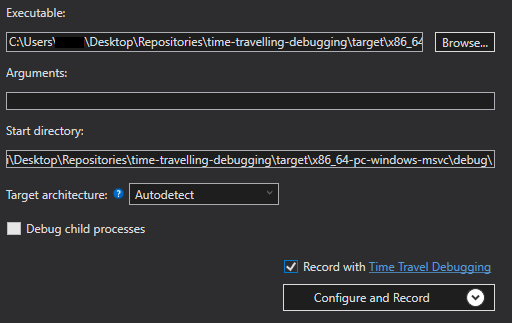 Executable:
C:\Users\ \Desktop\Repositories\time-travelling-debugging\target\x86_64
Browse...
Arguments:
Start directory:
i\Desktop\Repositories\time-travelling-debugging\target\x86_64-pc-windows-msvc\debug\
Target architecture: ? Autodetect
Debug child processes
Record with Time Travel Debugging
Configure and Record